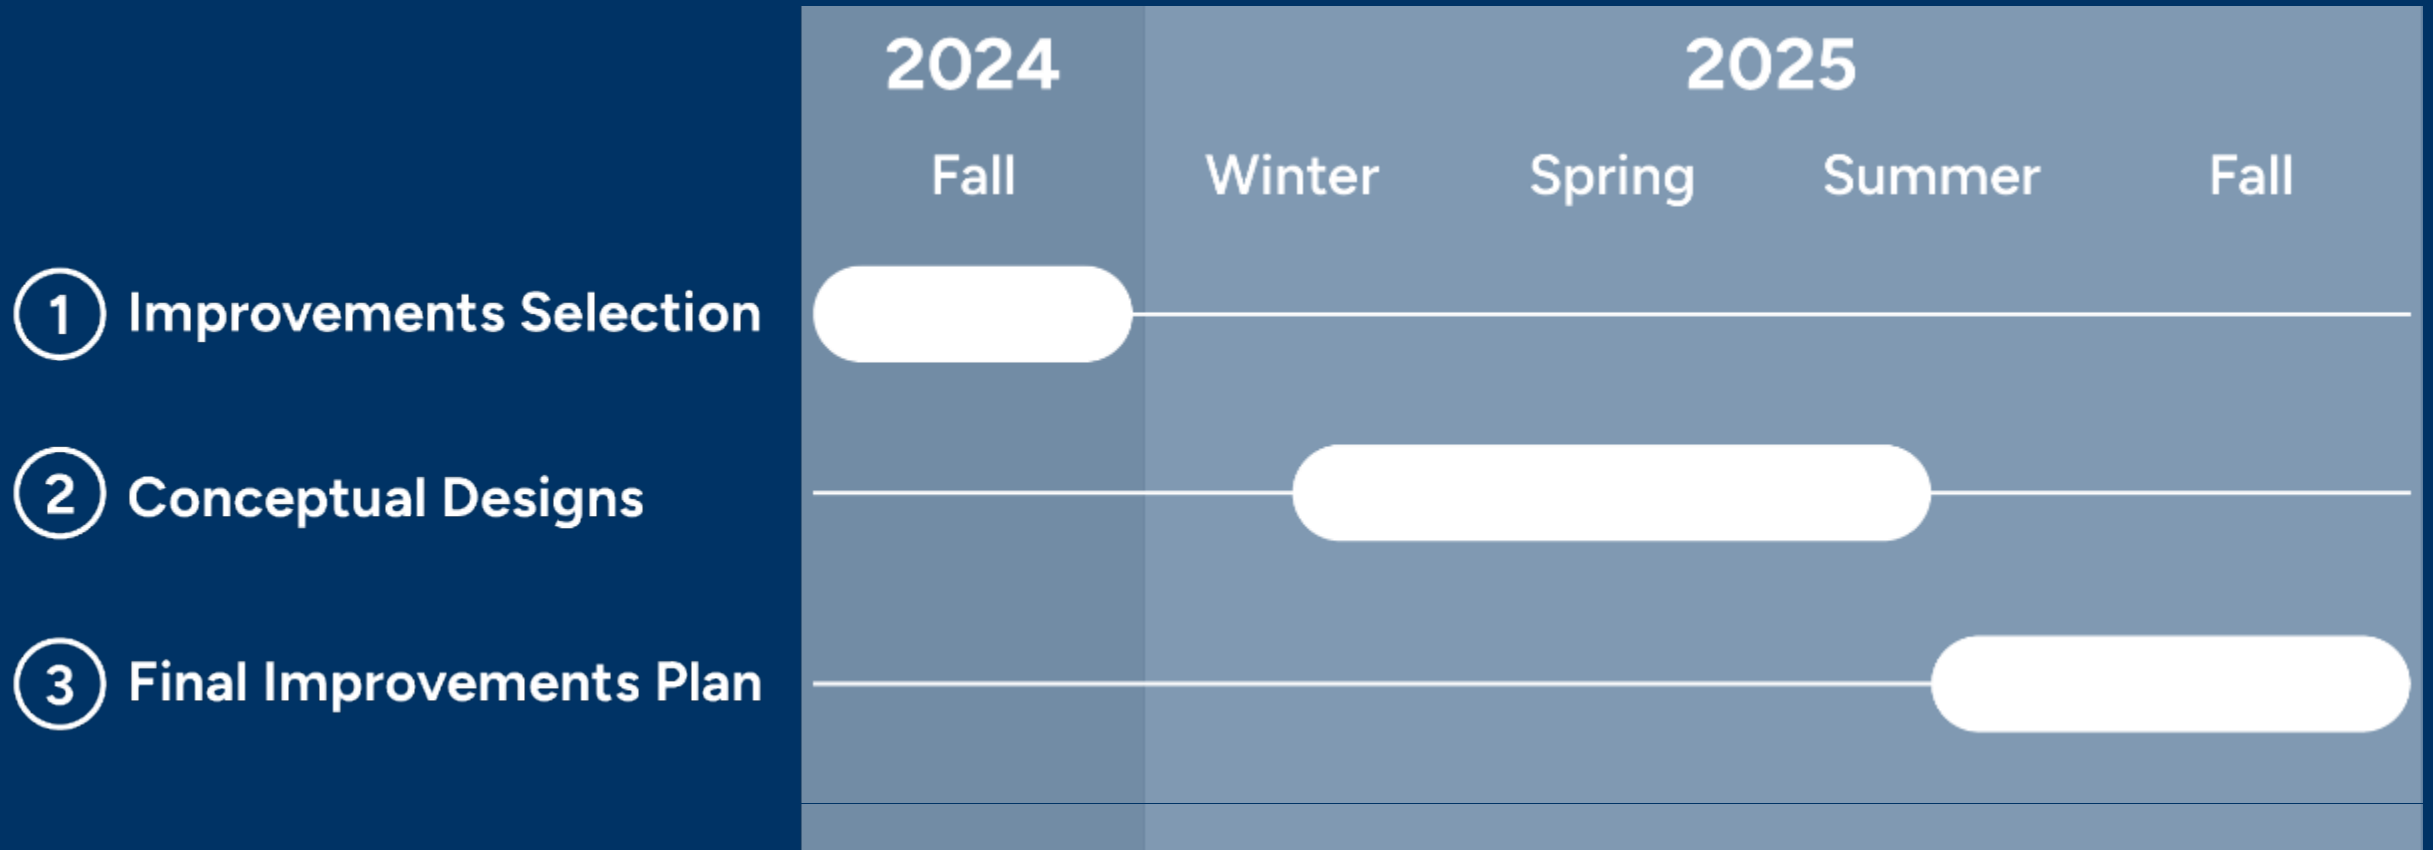 2024 2025
Fall Winter Spring Summer Fall
1 Improvements Selection
2 Conceptual Designs
3 Final Improvements Plan